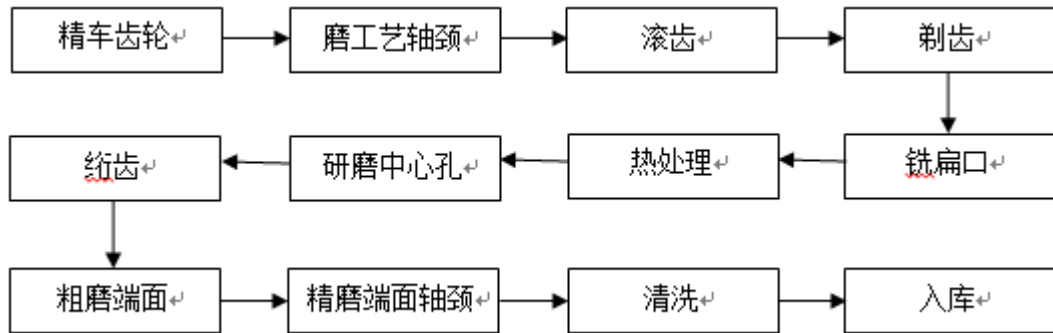 精车齿轮
磨工艺轴颈
滚齿
剃齿
绗齿
研磨中心孔
热处理
铣扁口
粗磨端面
精磨端面轴颈
清洗
入库